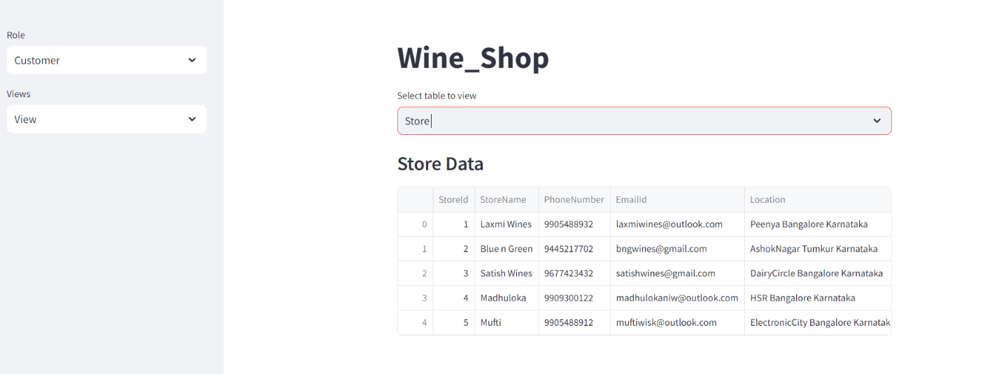 Role
Customer
Views
View
Wine_Shop
Select table to view
Store
Store Data
StoreId StoreName PhoneNumber EmailId Location
0 1 Laxmi Wines 9905488932 laxmiwines@outlook.com Peenya Bangalore Karnataka
1 2 Blue n Green 9445217702 bngwines@gmail.com AshokNagar Tumkur Karnataka
2 3 Satish Wines 9677423432 satishwines@gmail.com DairyCircle Bangalore Karnataka
3 4 Madhuloka 9909300122 madhulokaniw@outlook.com HSR Bangalore Karnataka
4 5 Mufti 9905488912 muftiwisk@outlook.com ElectronicCity Bangalore Karnatak